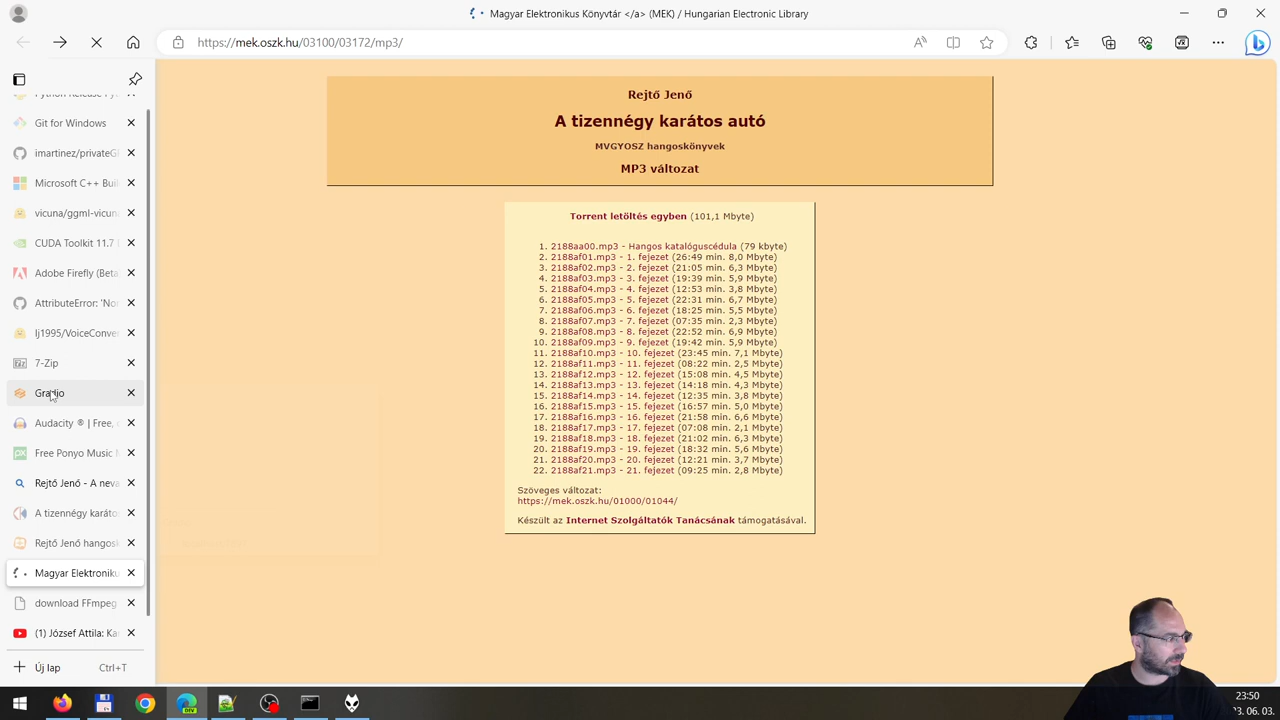 Magyar Elektronikus Könyvtár </a> (MEK) / Hungarian Electronic Library
https://mek.oszk.hu/03100/03172/mp3/
Git for Windows
imartinez/privateG
Microsoft C++ Buil
vicuna/ggml-vicuna
CUDA Toolkit 11.7
Adobe Firefly (Beta
AttributeError: 'Non
lj1995/VoiceConve
7-Zip
Gradio
Audacity ® | Free, o
Free Ponyo Music M
Rejtő Jenő - A neva
A tizennégy karátos
Rejtő Jenő hangosk
Magyar Elektroniku
download FFmpeg
(1) József Attila: Ka
Új lap Ctrl+T
Rejtő Jenő
A tizennégy karátos autó
MVGYOSZ hangoskönyvek
MP3 változat
Torrent letöltés egyben (101,1 Mbyte)
1. 2188aa00.mp3 - Hangos katalóguscédula (79 kbyte)
2. 2188af01.mp3 - 1. fejezet (26:49 min. 8,0 Mbyte)
3. 2188af02.mp3 - 2. fejezet (21:05 min. 6,3 Mbyte)
4. 2188af03.mp3 - 3. fejezet (19:39 min. 5,9 Mbyte)
5. 2188af04.mp3 - 4. fejezet (12:53 min. 3,8 Mbyte)
6. 2188af05.mp3 - 5. fejezet (22:31 min. 6,7 Mbyte)
7. 2188af06.mp3 - 6. fejezet (18:25 min. 5,5 Mbyte)
8. 2188af07.mp3 - 7. fejezet (07:35 min. 2,3 Mbyte)
9. 2188af08.mp3 - 8. fejezet (22:52 min. 6,9 Mbyte)
10. 2188af09.mp3 - 9. fejezet (19:42 min. 5,9 Mbyte)
11. 2188af10.mp3 - 10. fejezet (23:45 min. 7,1 Mbyte)
12. 2188af11.mp3 - 11. fejezet (08:22 min. 2,5 Mbyte)
13. 2188af12.mp3 - 12. fejezet (15:08 min. 4,5 Mbyte)
14. 2188af13.mp3 - 13. fejezet (14:18 min. 4,3 Mbyte)
15. 2188af14.mp3 - 14. fejezet (12:35 min. 3,8 Mbyte)
16. 2188af15.mp3 - 15. fejezet (16:57 min. 5,0 Mbyte)
17. 2188af16.mp3 - 16. fejezet (21:58 min. 6,6 Mbyte)
18. 2188af17.mp3 - 17. fejezet (07:08 min. 2,1 Mbyte)
19. 2188af18.mp3 - 18. fejezet (21:02 min. 6,3 Mbyte)
20. 2188af19.mp3 - 19. fejezet (18:32 min. 5,6 Mbyte)
21. 2188af20.mp3 - 20. fejezet (12:21 min. 3,7 Mbyte)
22. 2188af21.mp3 - 21. fejezet (09:25 min. 2,8 Mbyte)
Szöveges változat:
https://mek.oszk.hu/01000/01044/
Készült az Internet Szolgáltatók Tanácsának támogatásával.
23:50
23. 06. 03.